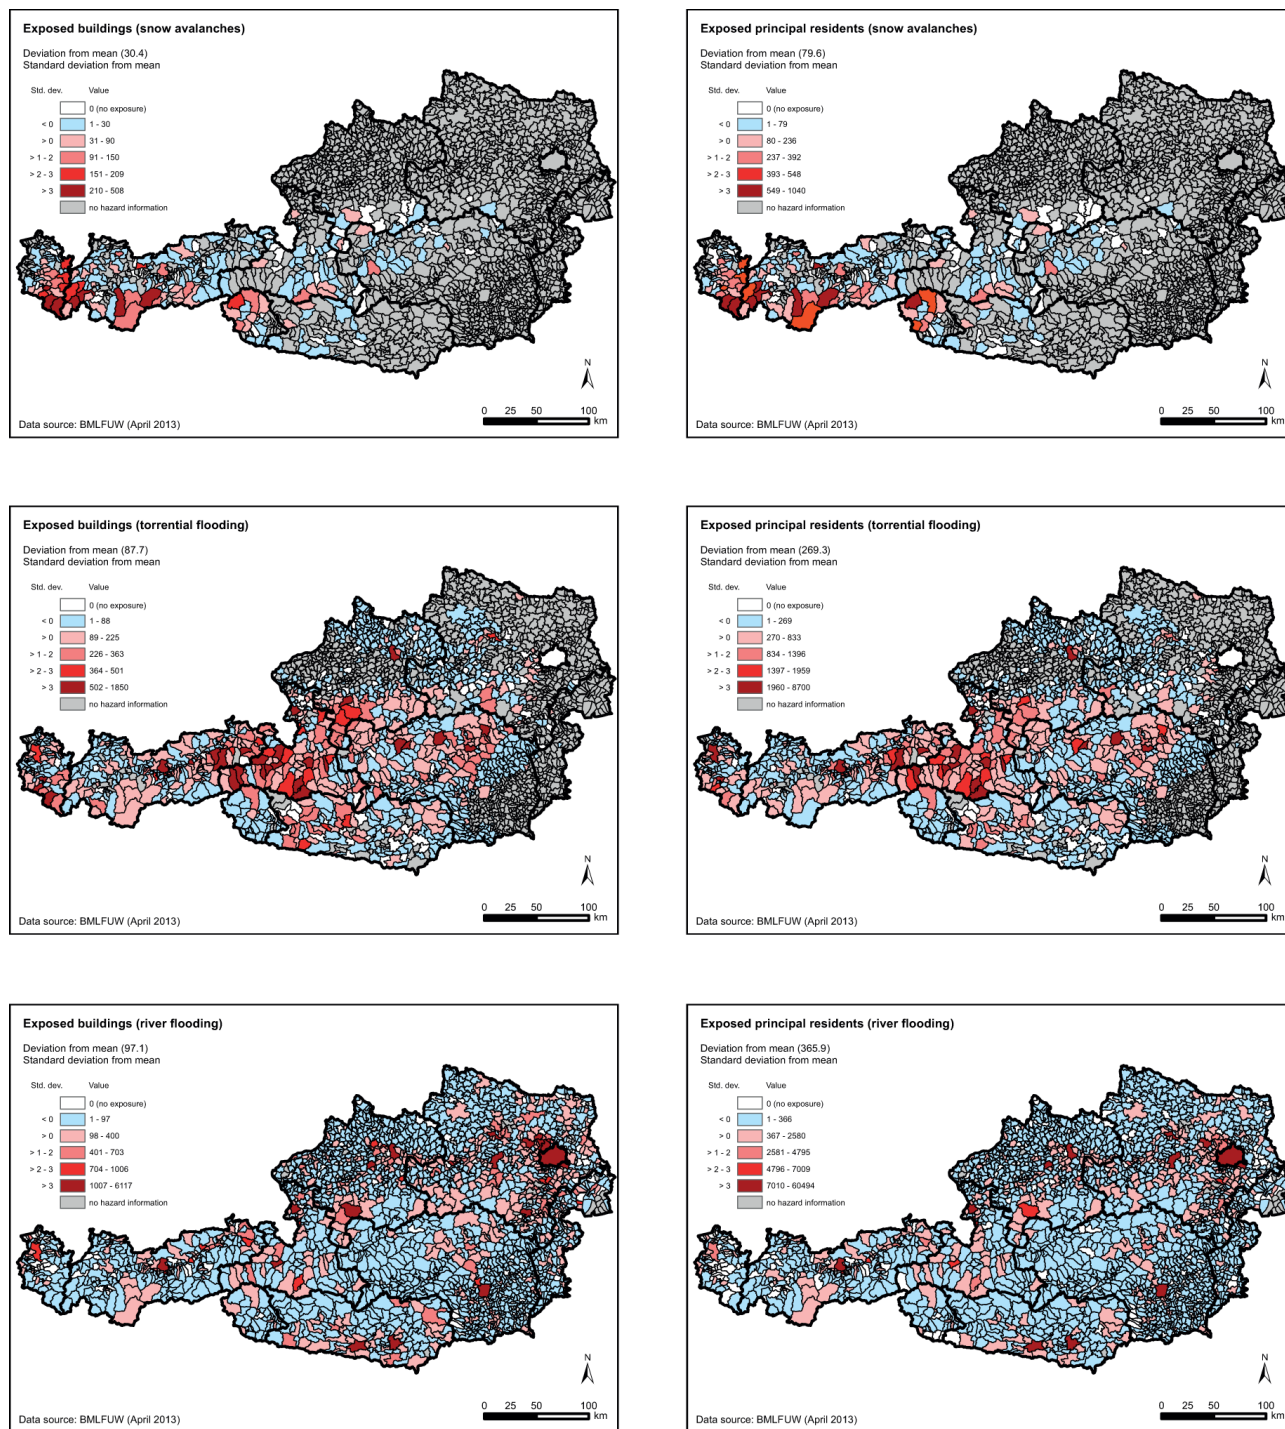 Exposed buildings (snow avalanches)
Deviation from mean (30.4)
Standard deviation from mean
Std. dev. Value
0 (no exposure)
< 0 1 - 30
> 0 31 - 90
> 1 - 2 91 - 150
> 2 - 3 151 - 209
> 3 210 - 508
no hazard information
N
0 25 50 100
km
Data source: BMLFUW (April 2013)
Exposed principal residents (snow avalanches)
Deviation from mean (79.6)
Standard deviation from mean
Std. dev. Value
0 (no exposure)
< 0 1 - 79
> 0 80 - 236
> 1 - 2 237 - 392
> 2 - 3 393 - 548
> 3 549 - 1040
no hazard information
N
0 25 50 100
km
Data source: BMLFUW (April 2013)
Exposed buildings (torrential flooding)
Deviation from mean (87.7)
Standard deviation from mean
Std. dev. Value
0 (no exposure)
< 0 1 - 88
> 0 89 - 225
> 1 - 2 226 - 363
> 2 - 3 364 - 501
> 3 502 - 1850
no hazard information
N
0 25 50 100
km
Data source: BMLFUW (April 2013)
Exposed principal residents (torrential flooding)
Deviation from mean (269.3)
Standard deviation from mean
Std. dev. Value
0 (no exposure)
< 0 1 - 269
> 0 270 - 833
> 1 - 2 834 - 1396
> 2 - 3 1397 - 1959
> 3 1960 - 8700
no hazard information
N
0 25 50 100
km
Data source: BMLFUW (April 2013)
Exposed buildings (river flooding)
Deviation from mean (97.1)
Standard deviation from mean
Std. dev. Value
0 (no exposure)
< 0 1 - 97
> 0 98 - 400
> 1 - 2 401 - 703
> 2 - 3 704 - 1006
> 3 1007 - 6117
no hazard information
N
0 25 50 100
km
Data source: BMLFUW (April 2013)
Exposed principal residents (river flooding)
Deviation from mean (365.9)
Standard deviation from mean
Std. dev. Value
0 (no exposure)
< 0 1 - 366
> 0 367 - 2580
> 1 - 2 2581 - 4795
> 2 - 3 4796 - 7009
> 3 7010 - 60494
no hazard information
N
0 25 50 100
km
Data source: BMLFUW (April 2013)